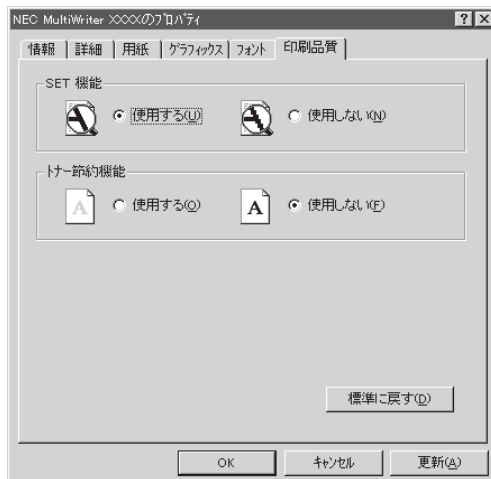 NEC MultiWriter XXXXのﾌﾟﾛﾊﾟﾃｨ
情報 詳細 用紙 ｸﾞﾗﾌｨｯｸｽ ﾌｫﾝﾄ 印刷品質
SET 機能
A 使用する(U) A 使用しない(N)
ﾄﾅｰ節約機能
A 使用する(O) A 使用しない(F)
標準に戻す(D)
OK ｷｬﾝｾﾙ 更新(A)